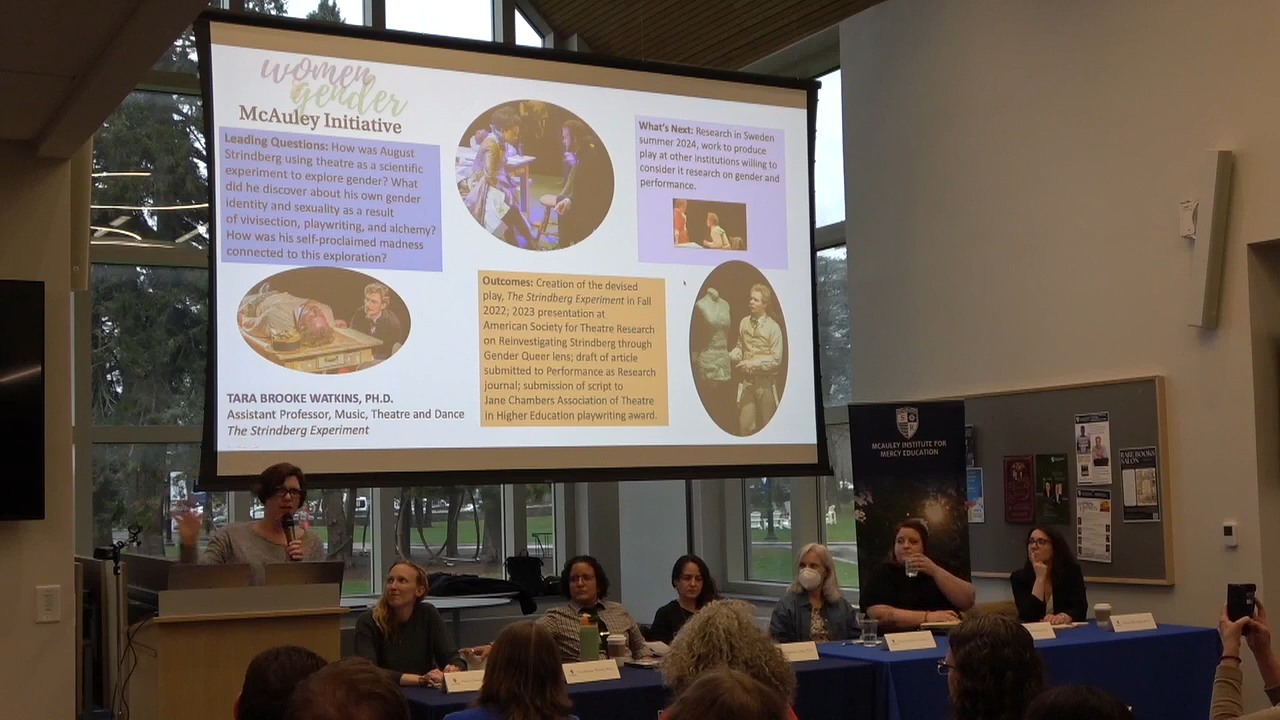 women
gender
McAuley Initiative
Leading Questions: How was August
Strindberg using theatre as a scientific
experiment to explore gender? What
did he discover about his own gender
identity and sexuality as a result
of vivisection, playwriting, and alchemy?
How was his self-proclaimed madness
connected to this exploration?
What's Next: Research in Sweden
summer 2024, work to produce
play at other institutions willing to
consider it research on gender and
performance.
Outcomes: Creation of the devised
play, The Strindberg Experiment in Fall
2022; 2023 presentation at
American Society for Theatre Research
on Reinvestigating Strindberg through
Gender Queer lens; draft of article
submitted to Performance as Research
journal; submission of script to
Jane Chambers Association of Theatre
in Higher Education playwriting award.
TARA BROOKE WATKINS, PH.D.
Assistant Professor, Music, Theatre and Dance
The Strindberg Experiment
MCAULEY INSTITUTE FOR
MERCY EDUCATION
RARE BOOKS
SALON